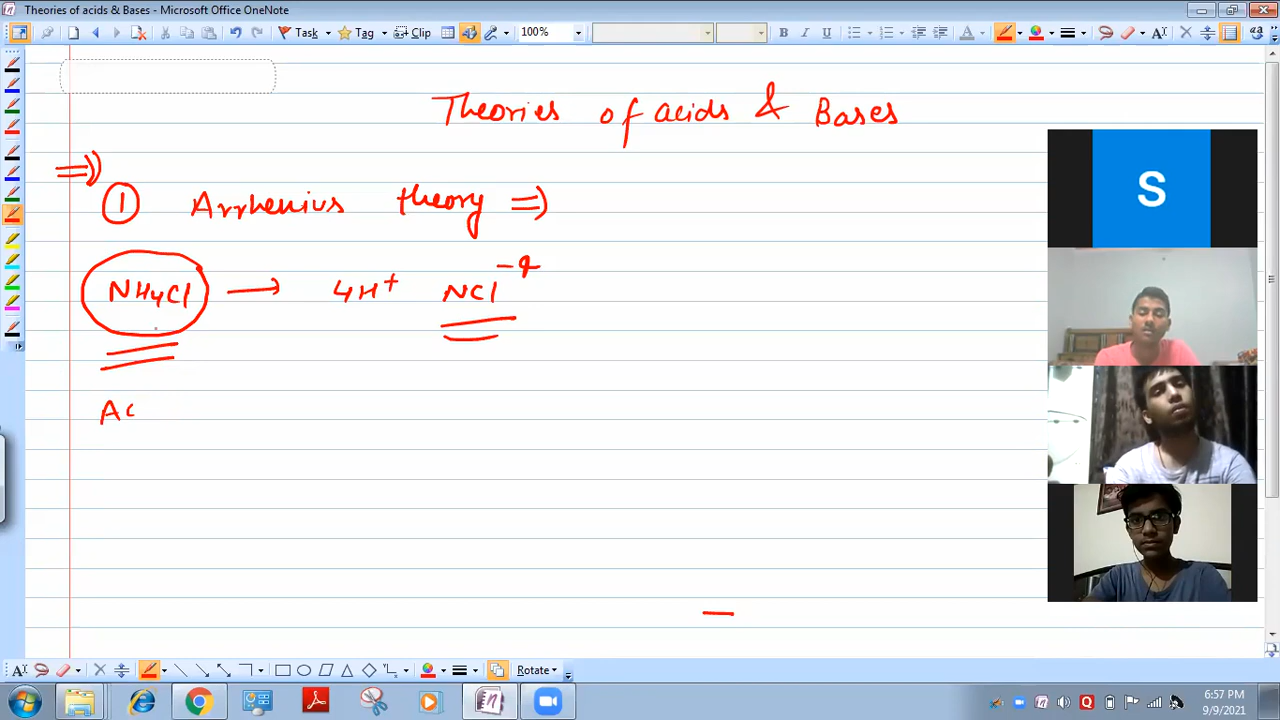 Theories of acids & Bases - Microsoft Office OneNote
Task
Tag
Clip
100%
B I U
Theories of acids & Bases
⇒
① Arrhenius theory ⇒
NH4Cl → 4H+ NCl-4
AC
S
Rotate
6:57 PM
9/9/2021